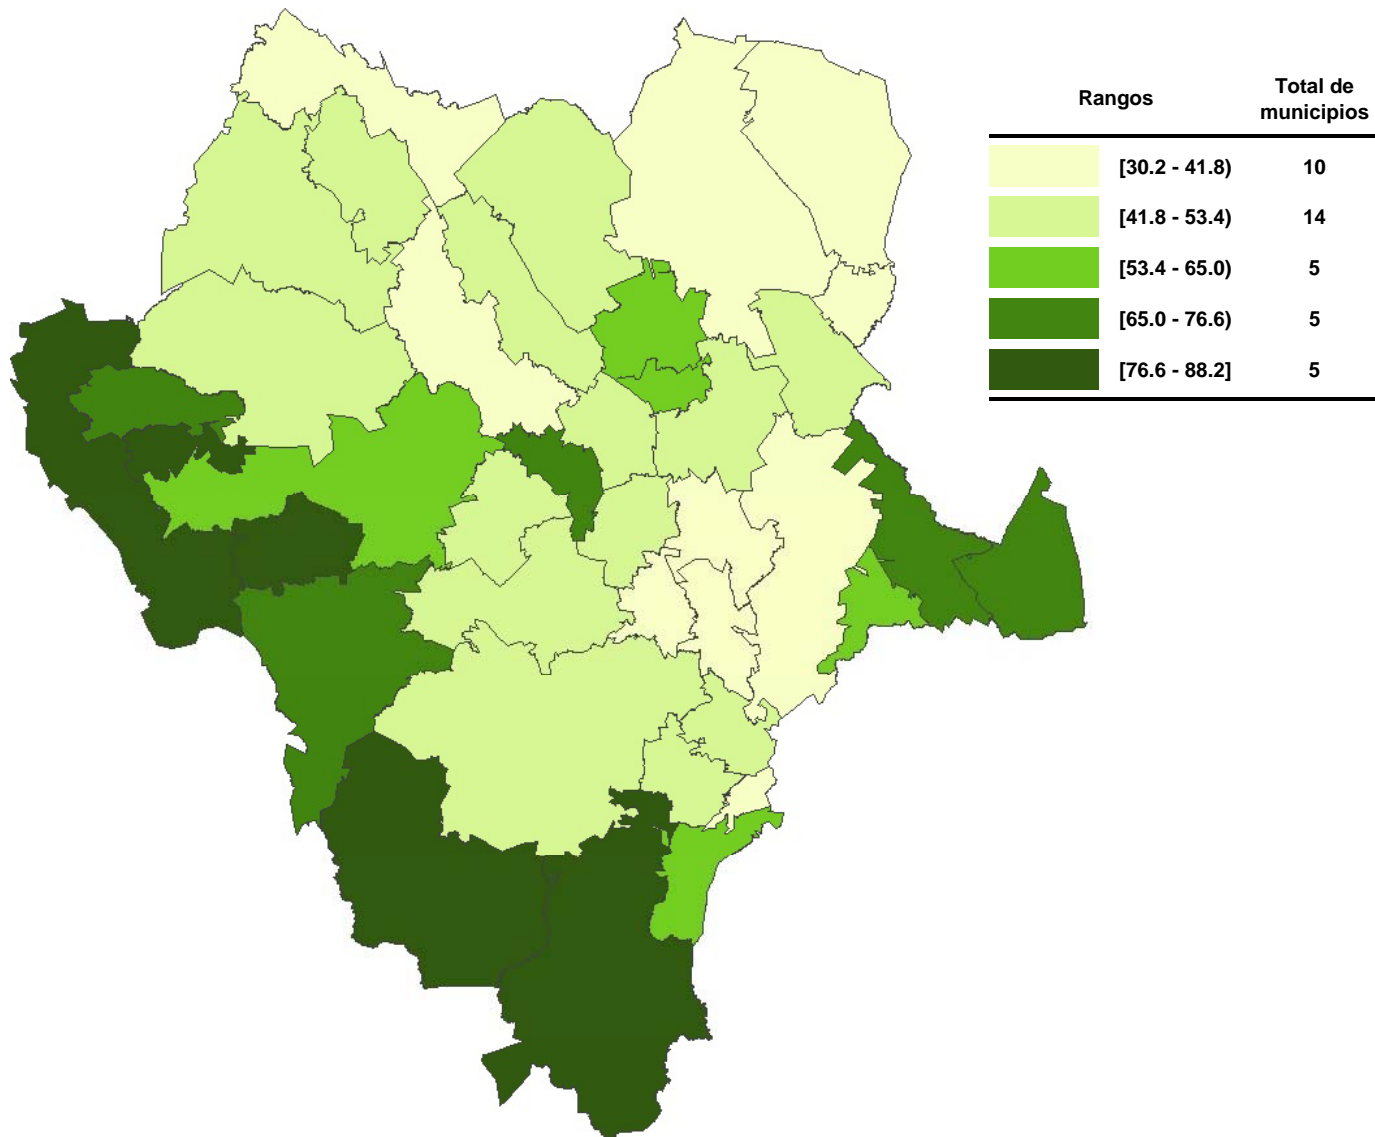 Rangos
Total de
municipios
[30.2 - 41.8) 10
[41.8 - 53.4) 14
[53.4 - 65.0) 5
[65.0 - 76.6) 5
[76.6 - 88.2] 5